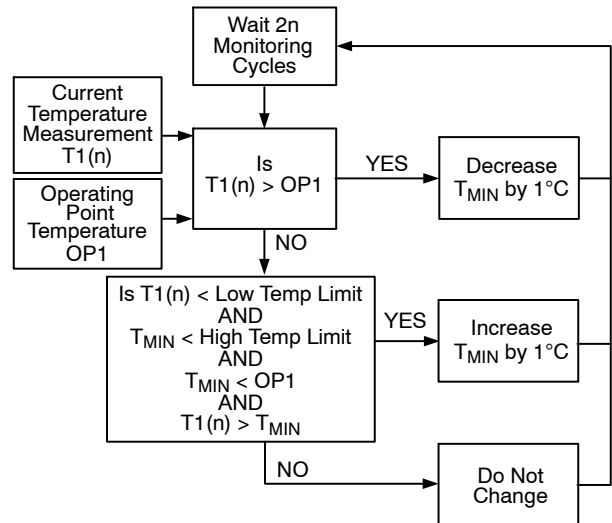 Wait 2n
Monitoring
Cycles
Current
Temperature
Measurement
T1(n)
Operating
Point
Temperature
OP1
Is
T1(n) > OP1
YES
Decrease
TMIN by 1°C
NO
Is T1(n) < Low Temp Limit
AND
TMIN < High Temp Limit
AND
TMIN < OP1
AND
T1(n) > TMIN
YES
Increase
TMIN by 1°C
NO
Do Not
Change